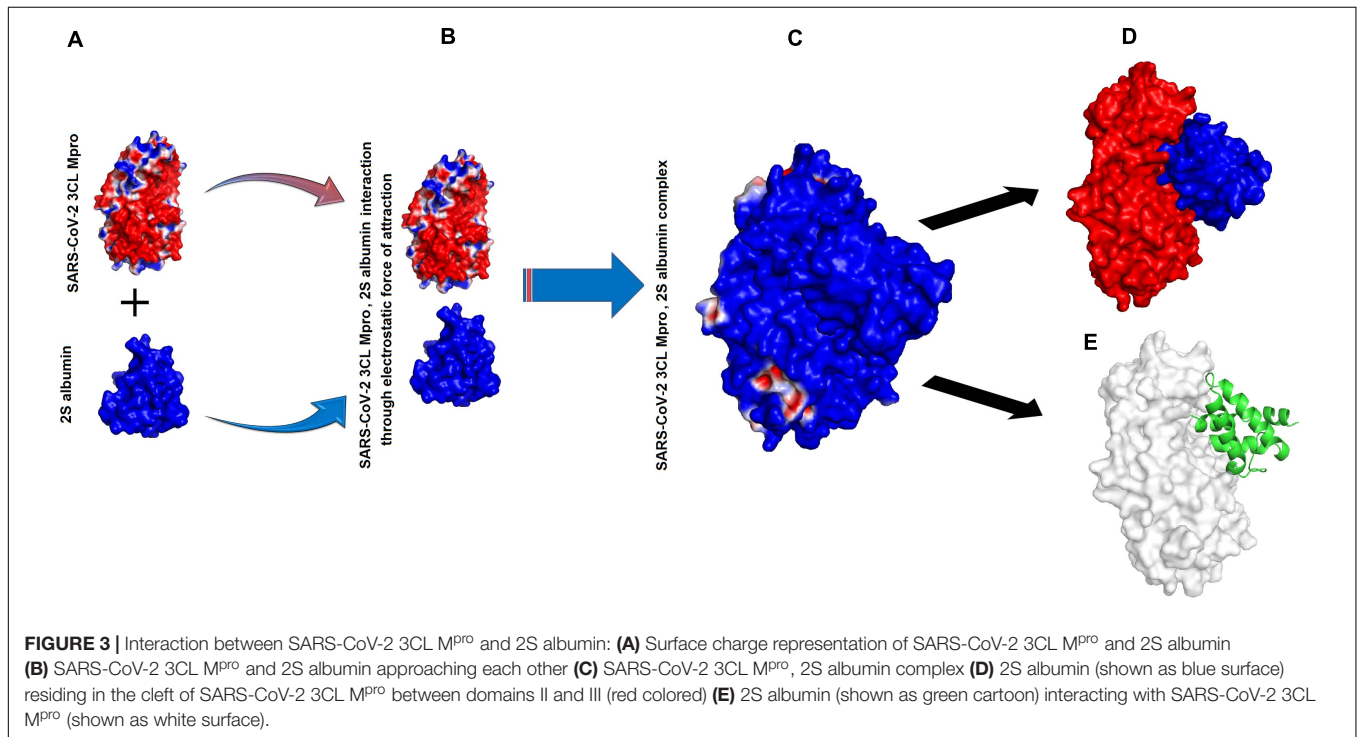 A
B
C
D
SARS-CoV-2 3CL Mpro
2S albumin
SARS-CoV-2 3CL Mpro , 2S albumin interaction
through electrostatic force of attraction
SARS-CoV-2 3CL Mpro , 2S albumin complex
E
FIGURE 3 | Interaction between SARS-CoV-2 3CL Mpro and 2S albumin: (A) Surface charge representation of SARS-CoV-2 3CL Mpro and 2S albumin
(B) SARS-CoV-2 3CL Mpro and 2S albumin approaching each other (C) SARS-CoV-2 3CL Mpro, 2S albumin complex (D) 2S albumin (shown as blue surface)
residing in the cleft of SARS-CoV-2 3CL Mpro between domains II and III (red colored) (E) 2S albumin (shown as green cartoon) interacting with SARS-CoV-2 3CL
Mpro (shown as white surface).